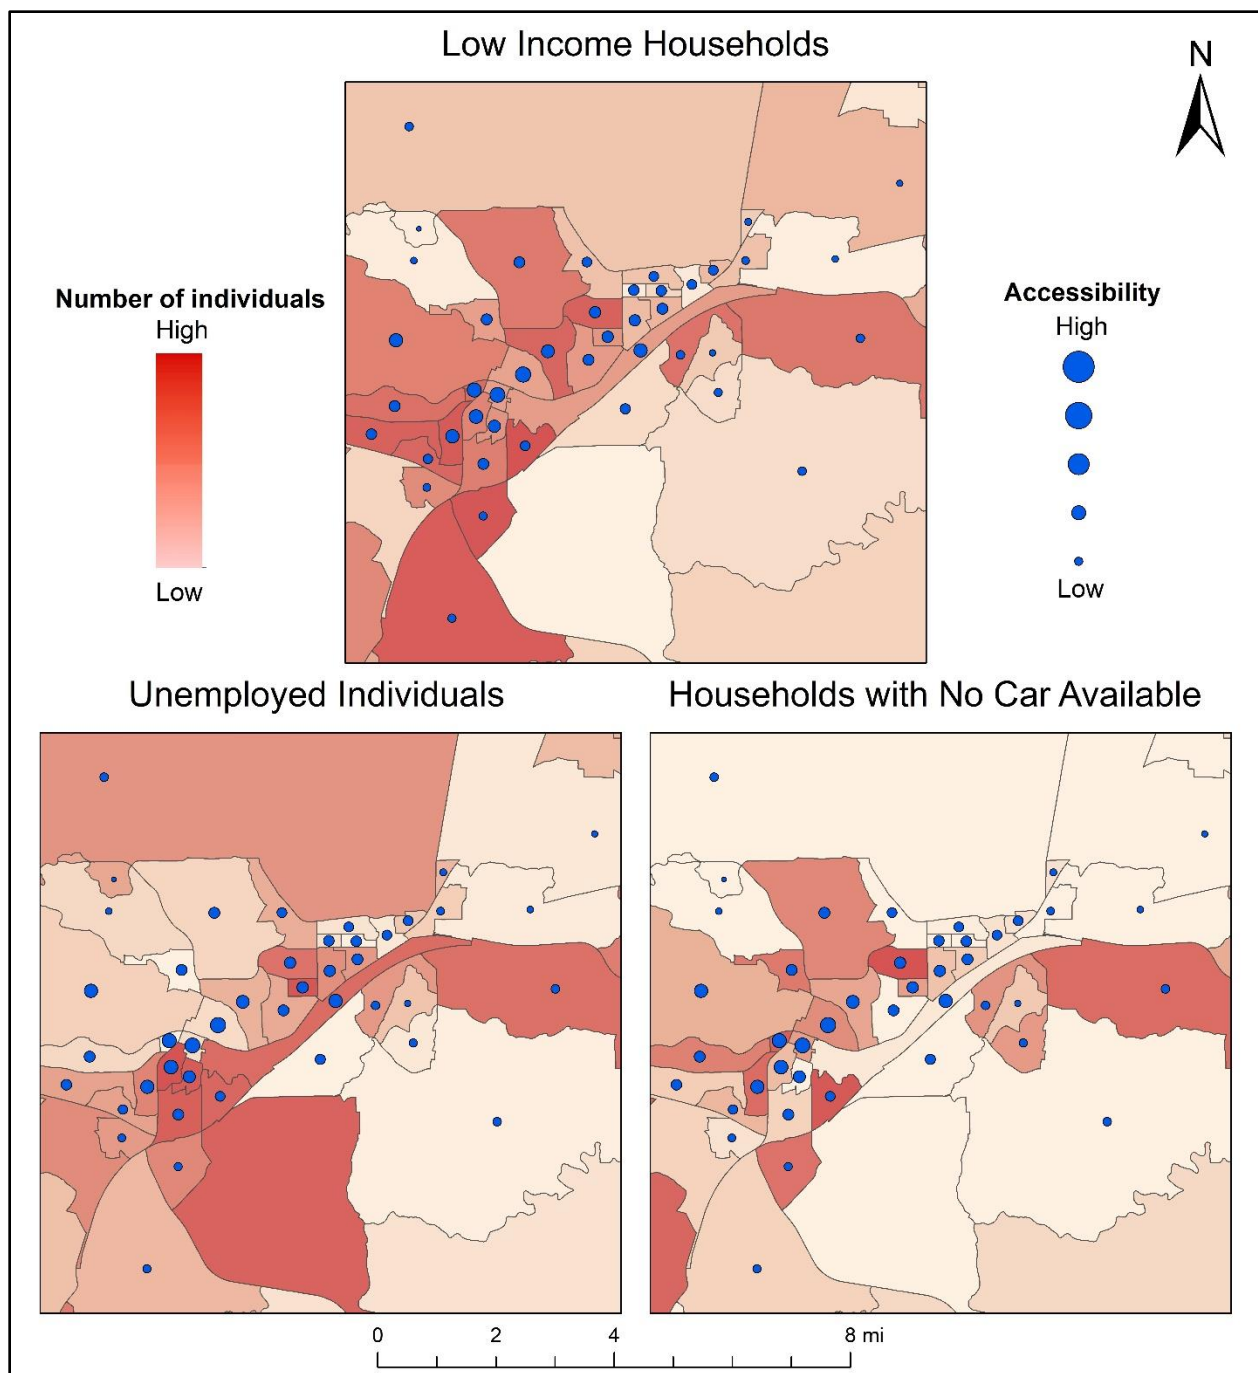 Low Income Households
N
Number of individuals
High
Low
Accessibility
High
Low
Unemployed Individuals
Households with No Car Available
0 2 4 8 mi